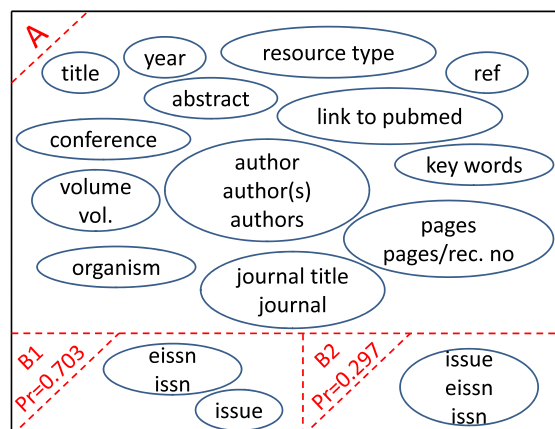 A
year
resource type
title
ref
abstract
link to pubmed
conference
author
author(s)
authors
key words
volume
vol.
pages
pages/rec. no
organism
journal title
journal
B1
Pr=0.703
eissn
issn
issue
B2
Pr=0.297
issue
eissn
issn